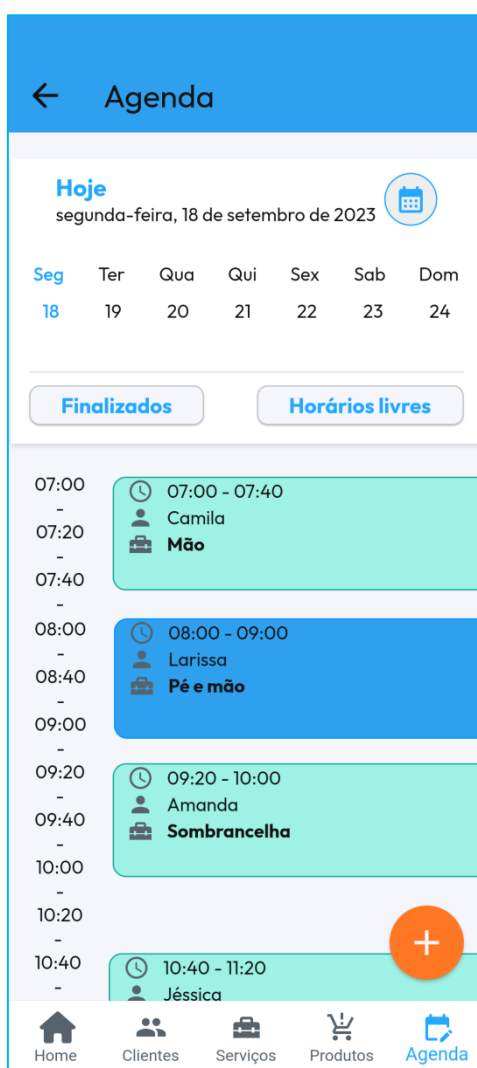 Agenda
Hoje
segunda-feira, 18 de setembro de 2023
Seg Ter Qua Qui Sex Sab Dom
18 19 20 21 22 23 24
Finalizados Horários livres
07:00
-
07:20
-
07:40
-
07:00 - 07:40
Camila
Mão
08:00
-
08:40
-
09:00
-
08:00 - 09:00
Larissa
Pé e mão
09:20
-
09:40
-
10:00
-
09:20 - 10:00
Amanda
Sombrancelha
10:20
-
10:40
-
10:40 - 11:20
Jéssica
+
Home Clientes Serviços Produtos Agenda